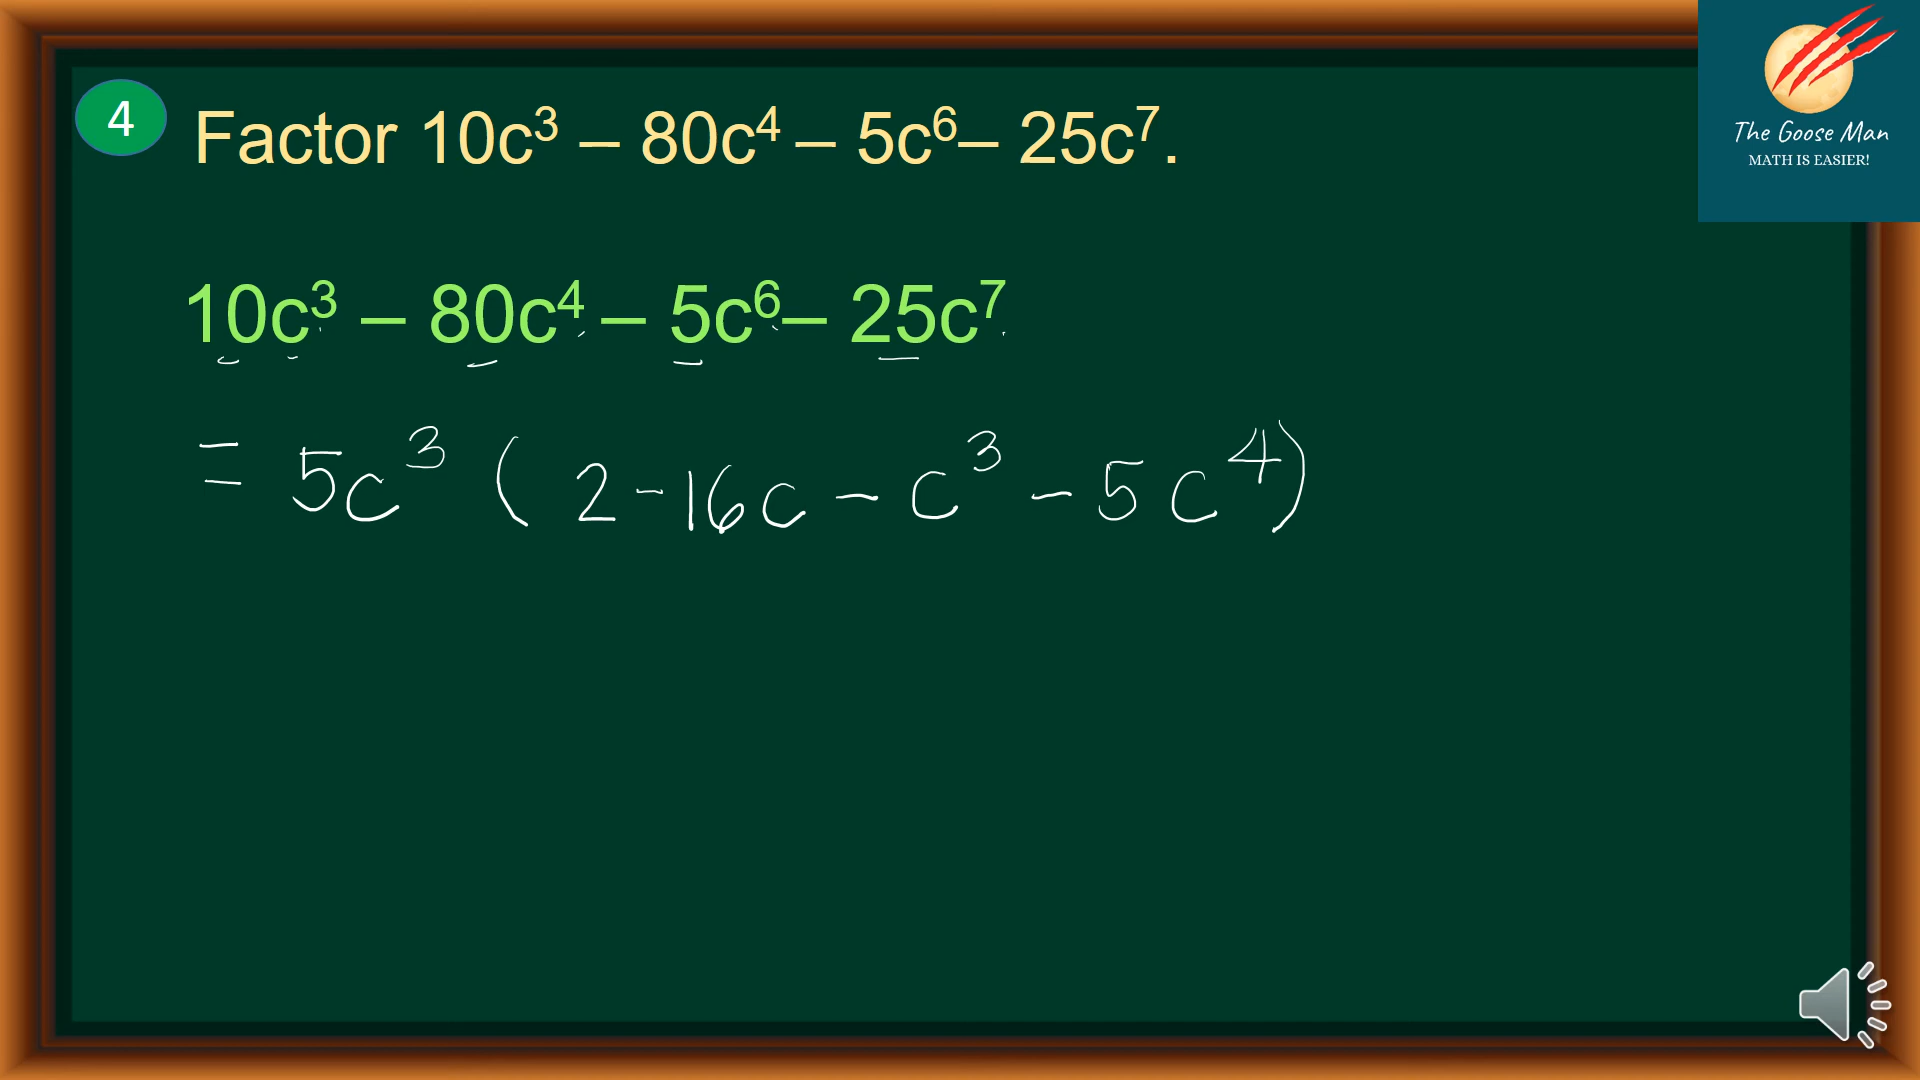 4
Factor 10c³ – 80c⁴ – 5c⁶– 25c⁷.
The Goose Man
MATH IS EASIER!
10c³ – 80c⁴ – 5c⁶– 25c⁷
= 5c³ ( 2 - 16c – c³ – 5c⁴)